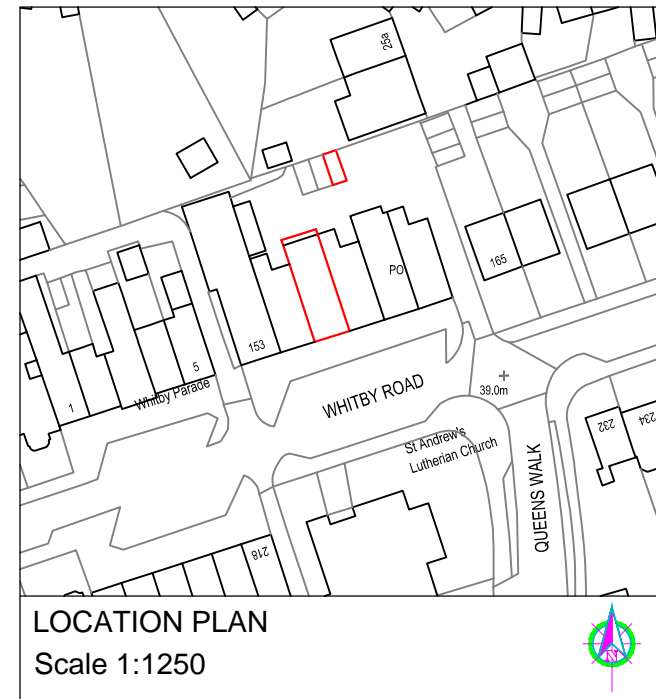 25a
PO
165
153
5
Whitby Parade
1
WHITBY ROAD
39.0m
St Andrew's
Lutherian Church
QUEENS WALK
232
234
218
LOCATION PLAN
Scale 1:1250
N